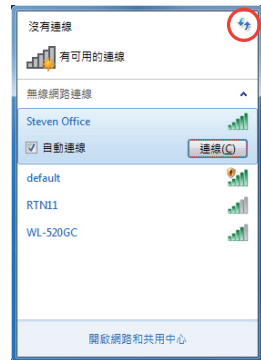 沒有連線
有可用的連線
無線網路連線
Steven Office
自動連線
連線(C)
default
RTN11
WL-520GC
開啟網路和共用中心